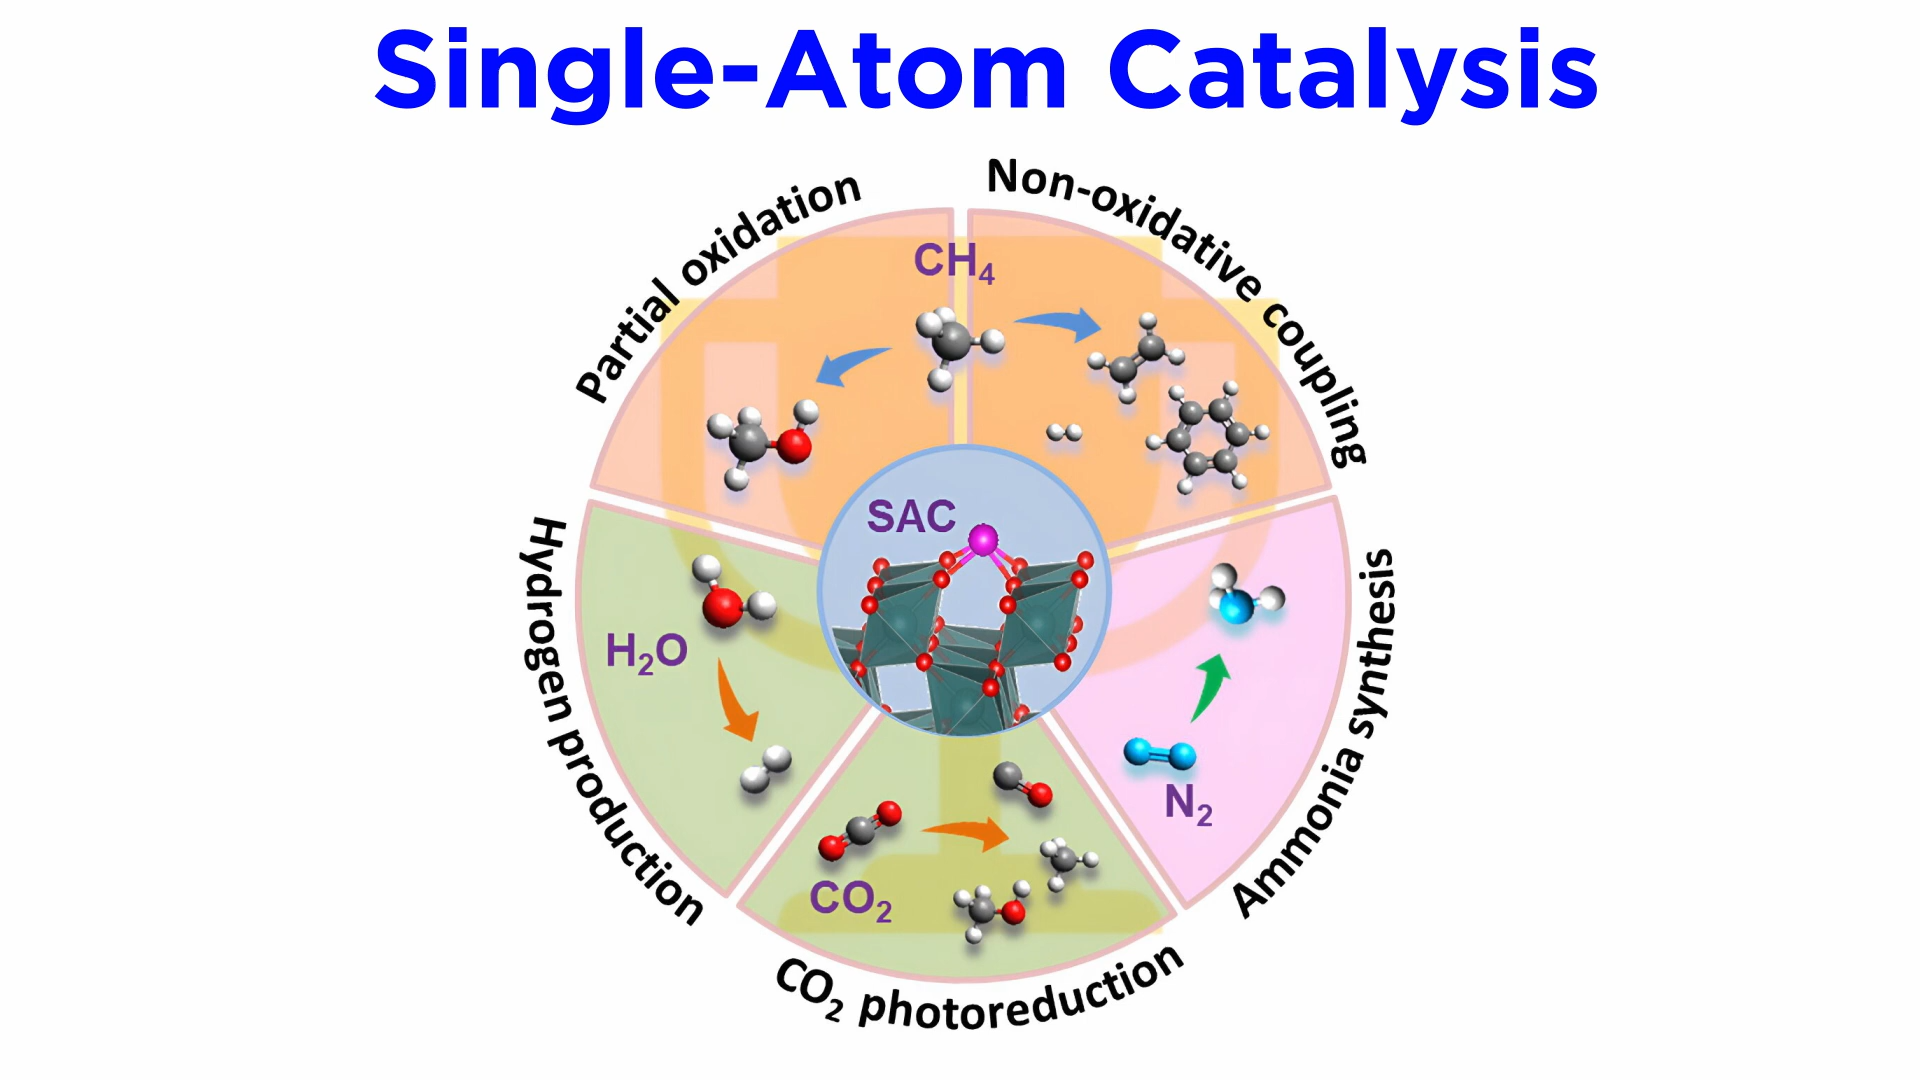 Single-Atom Catalysis
Partial oxidation
Non-oxidative coupling
CH₄
SAC
Hydrogen production
H₂O
Ammonia synthesis
N₂
CO₂
CO₂ photoreduction